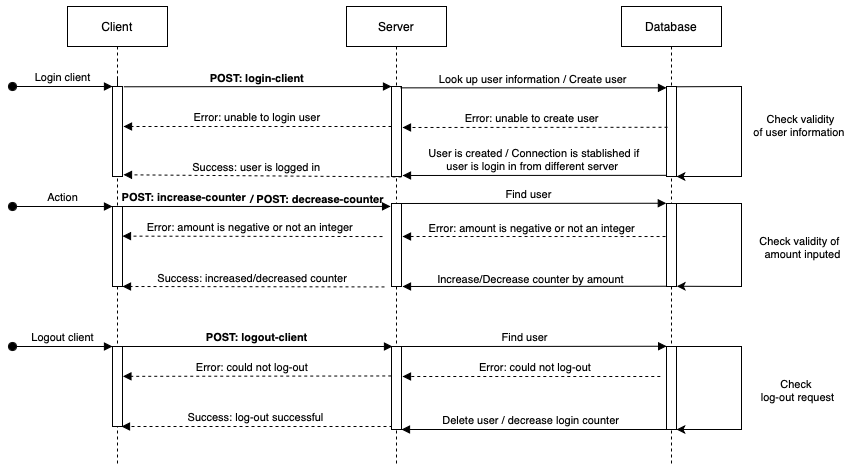 Client
Server
Database
Login client
POST: login-client
Look up user information / Create user
Error: unable to login user
Error: unable to create user
Check validity
of user information
Success: user is logged in
User is created / Connection is stablished if
user is login in from different server
Action
POST: increase-counter / POST: decrease-counter
Find user
Error: amount is negative or not an integer
Error: amount is negative or not an integer
Check validity of
amount inputed
Success: increased/decreased counter
Increase/Decrease counter by amount
Logout client
POST: logout-client
Find user
Error: could not log-out
Error: could not log-out
Check
log-out request
Success: log-out successful
Delete user / decrease login counter